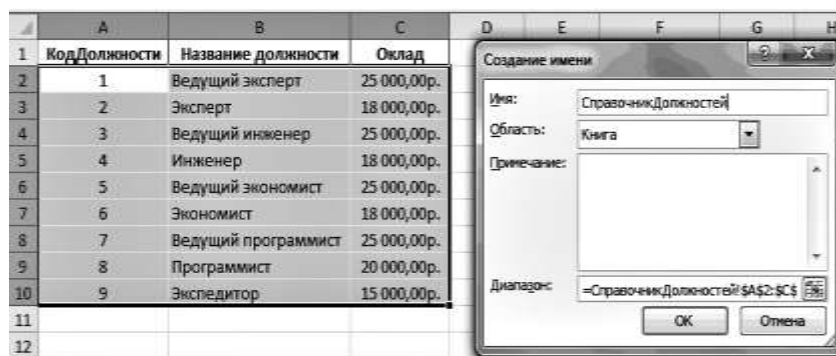 A B C D E F G H
1 КодДолжности Название должности Оклад
2 1 Ведущий эксперт 25 000,00р.
3 2 Эксперт 18 000,00р.
4 3 Ведущий инженер 25 000,00р.
5 4 Инженер 18 000,00р.
6 5 Ведущий экономист 25 000,00р.
7 6 Экономист 18 000,00р.
8 7 Ведущий программист 25 000,00р.
9 8 Программист 20 000,00р.
10 9 Экспедитор 15 000,00р.
11
12
Создание имени
Имя: СправочникДолжностей
Область: Книга
Примечание:
Диапазон: =СправочникДолжностей!$A$2:$C$
ОК Отмена